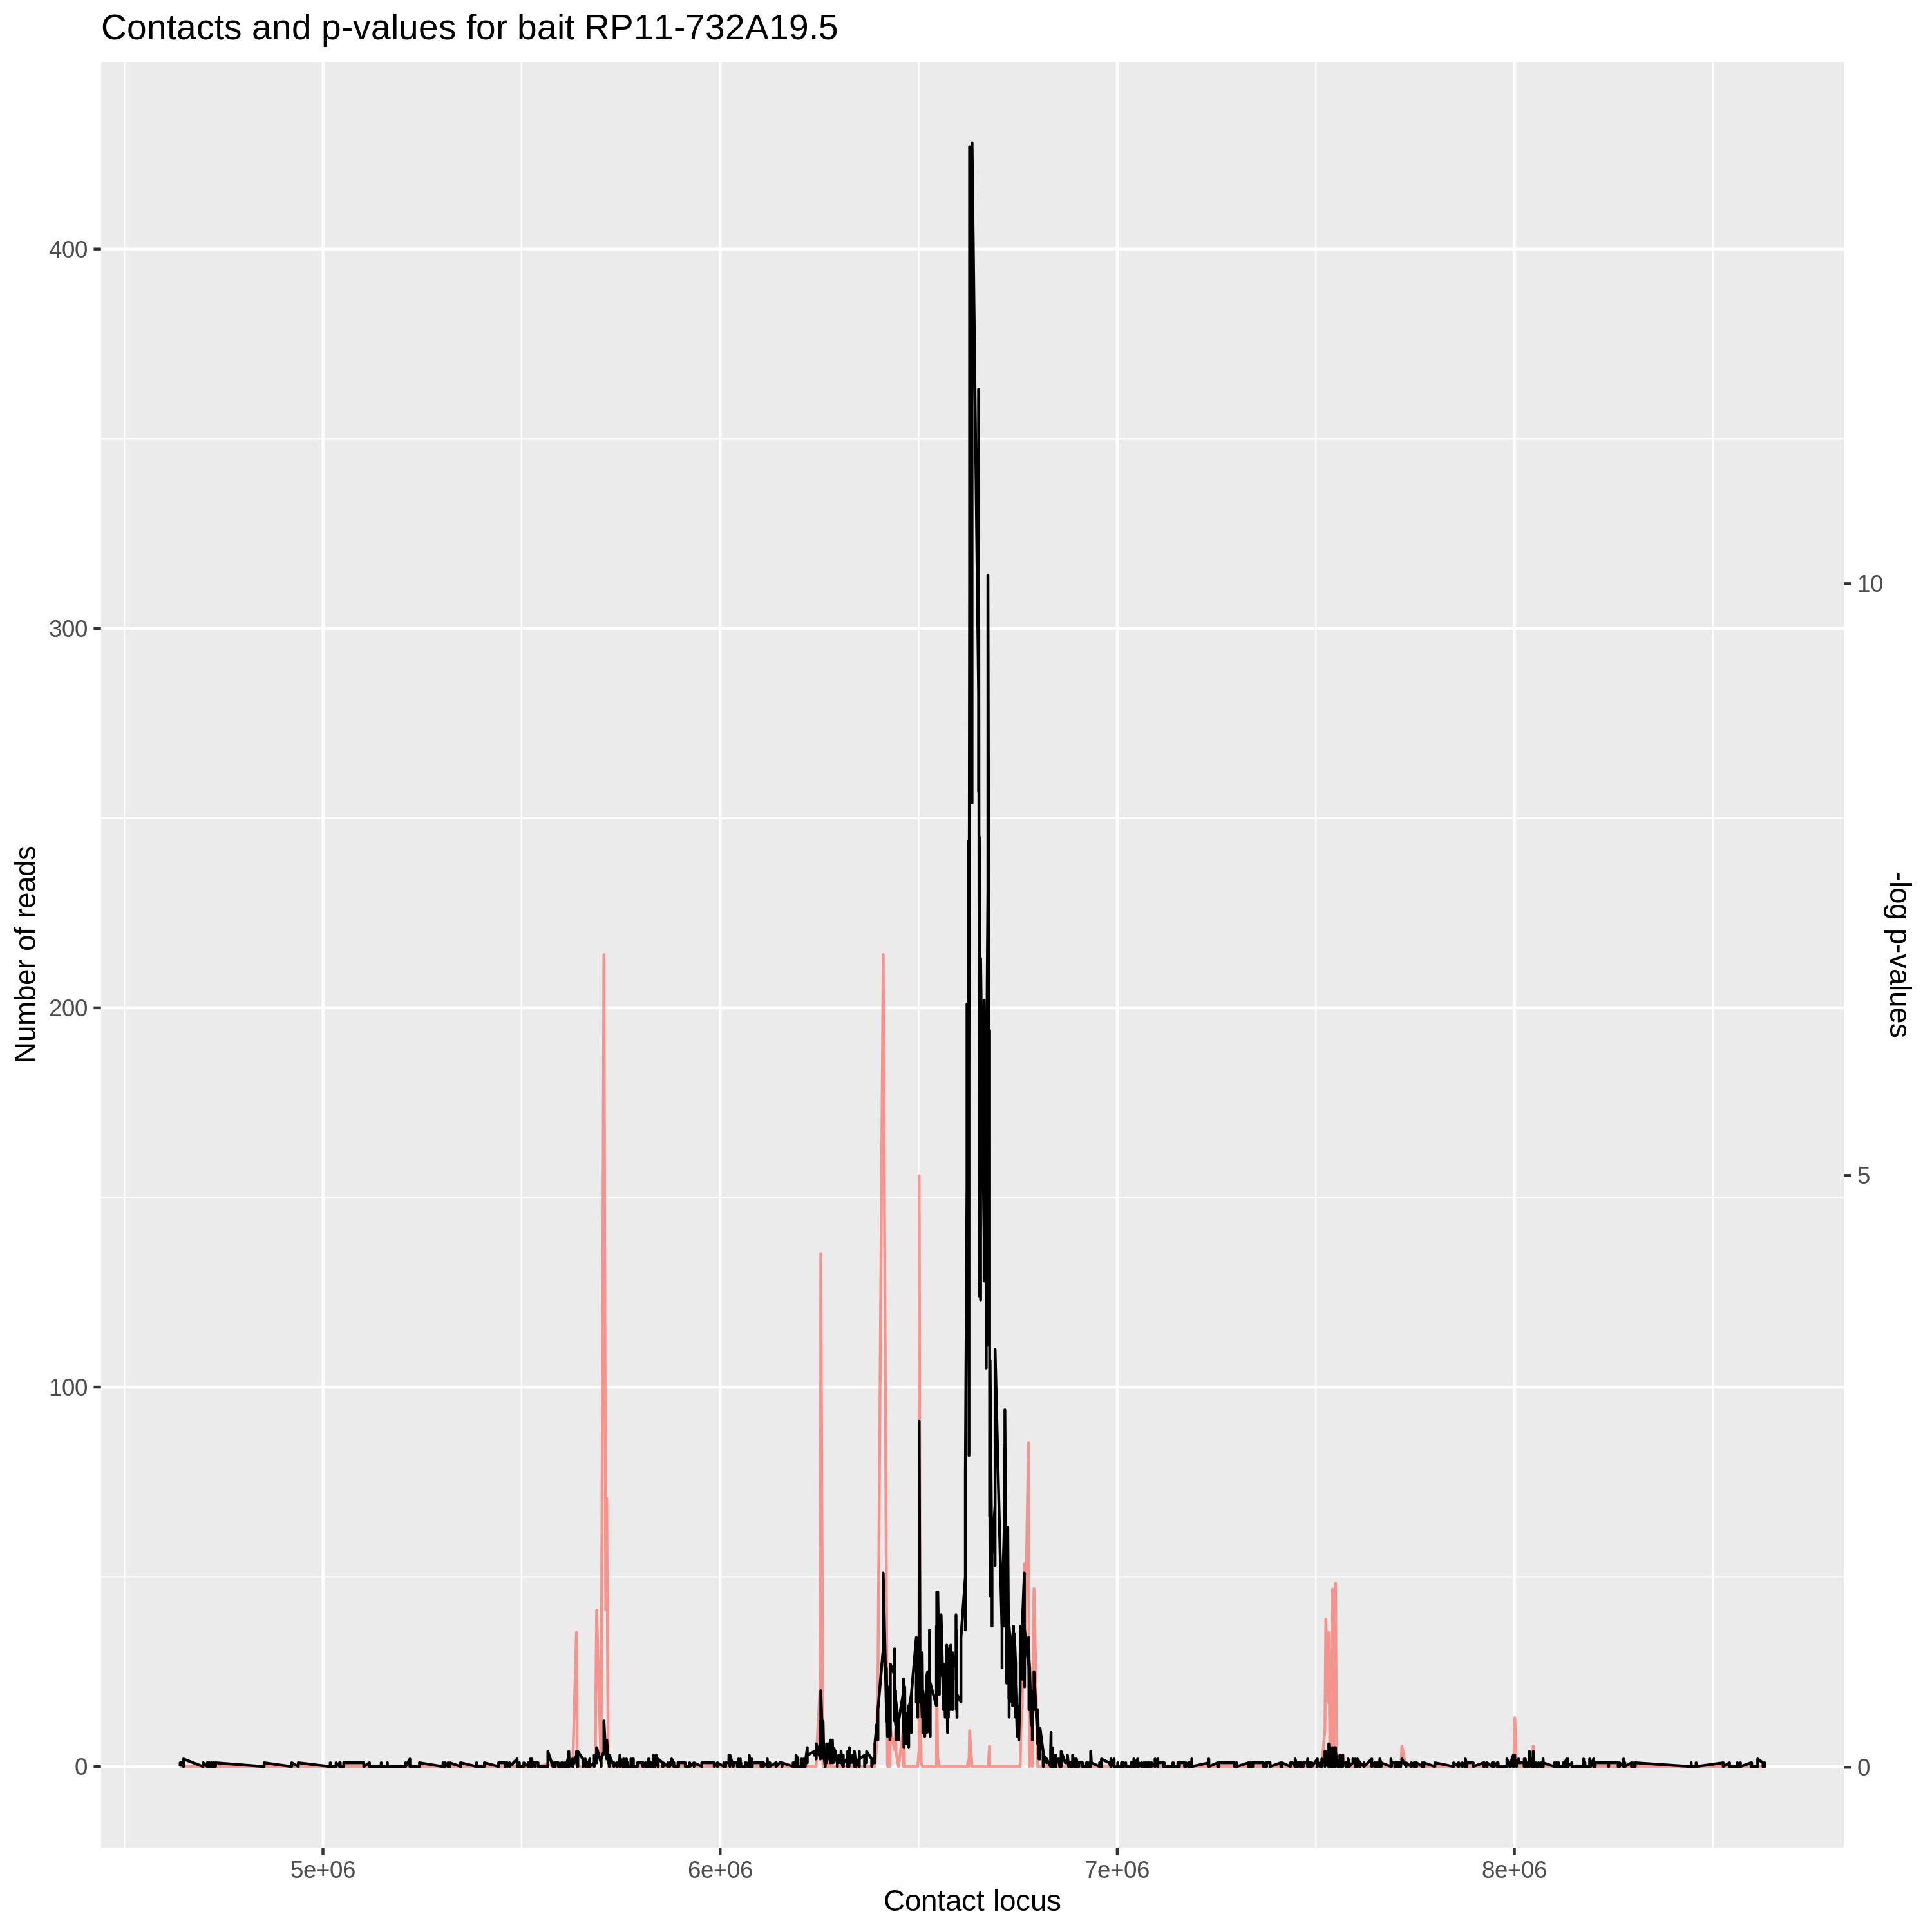 Contacts and p-values for bait RP11-732A19.5
Number of reads
400
300
200
100
0
10
5
0
-log p-values
5e+06
6e+06
7e+06
8e+06
Contact locus